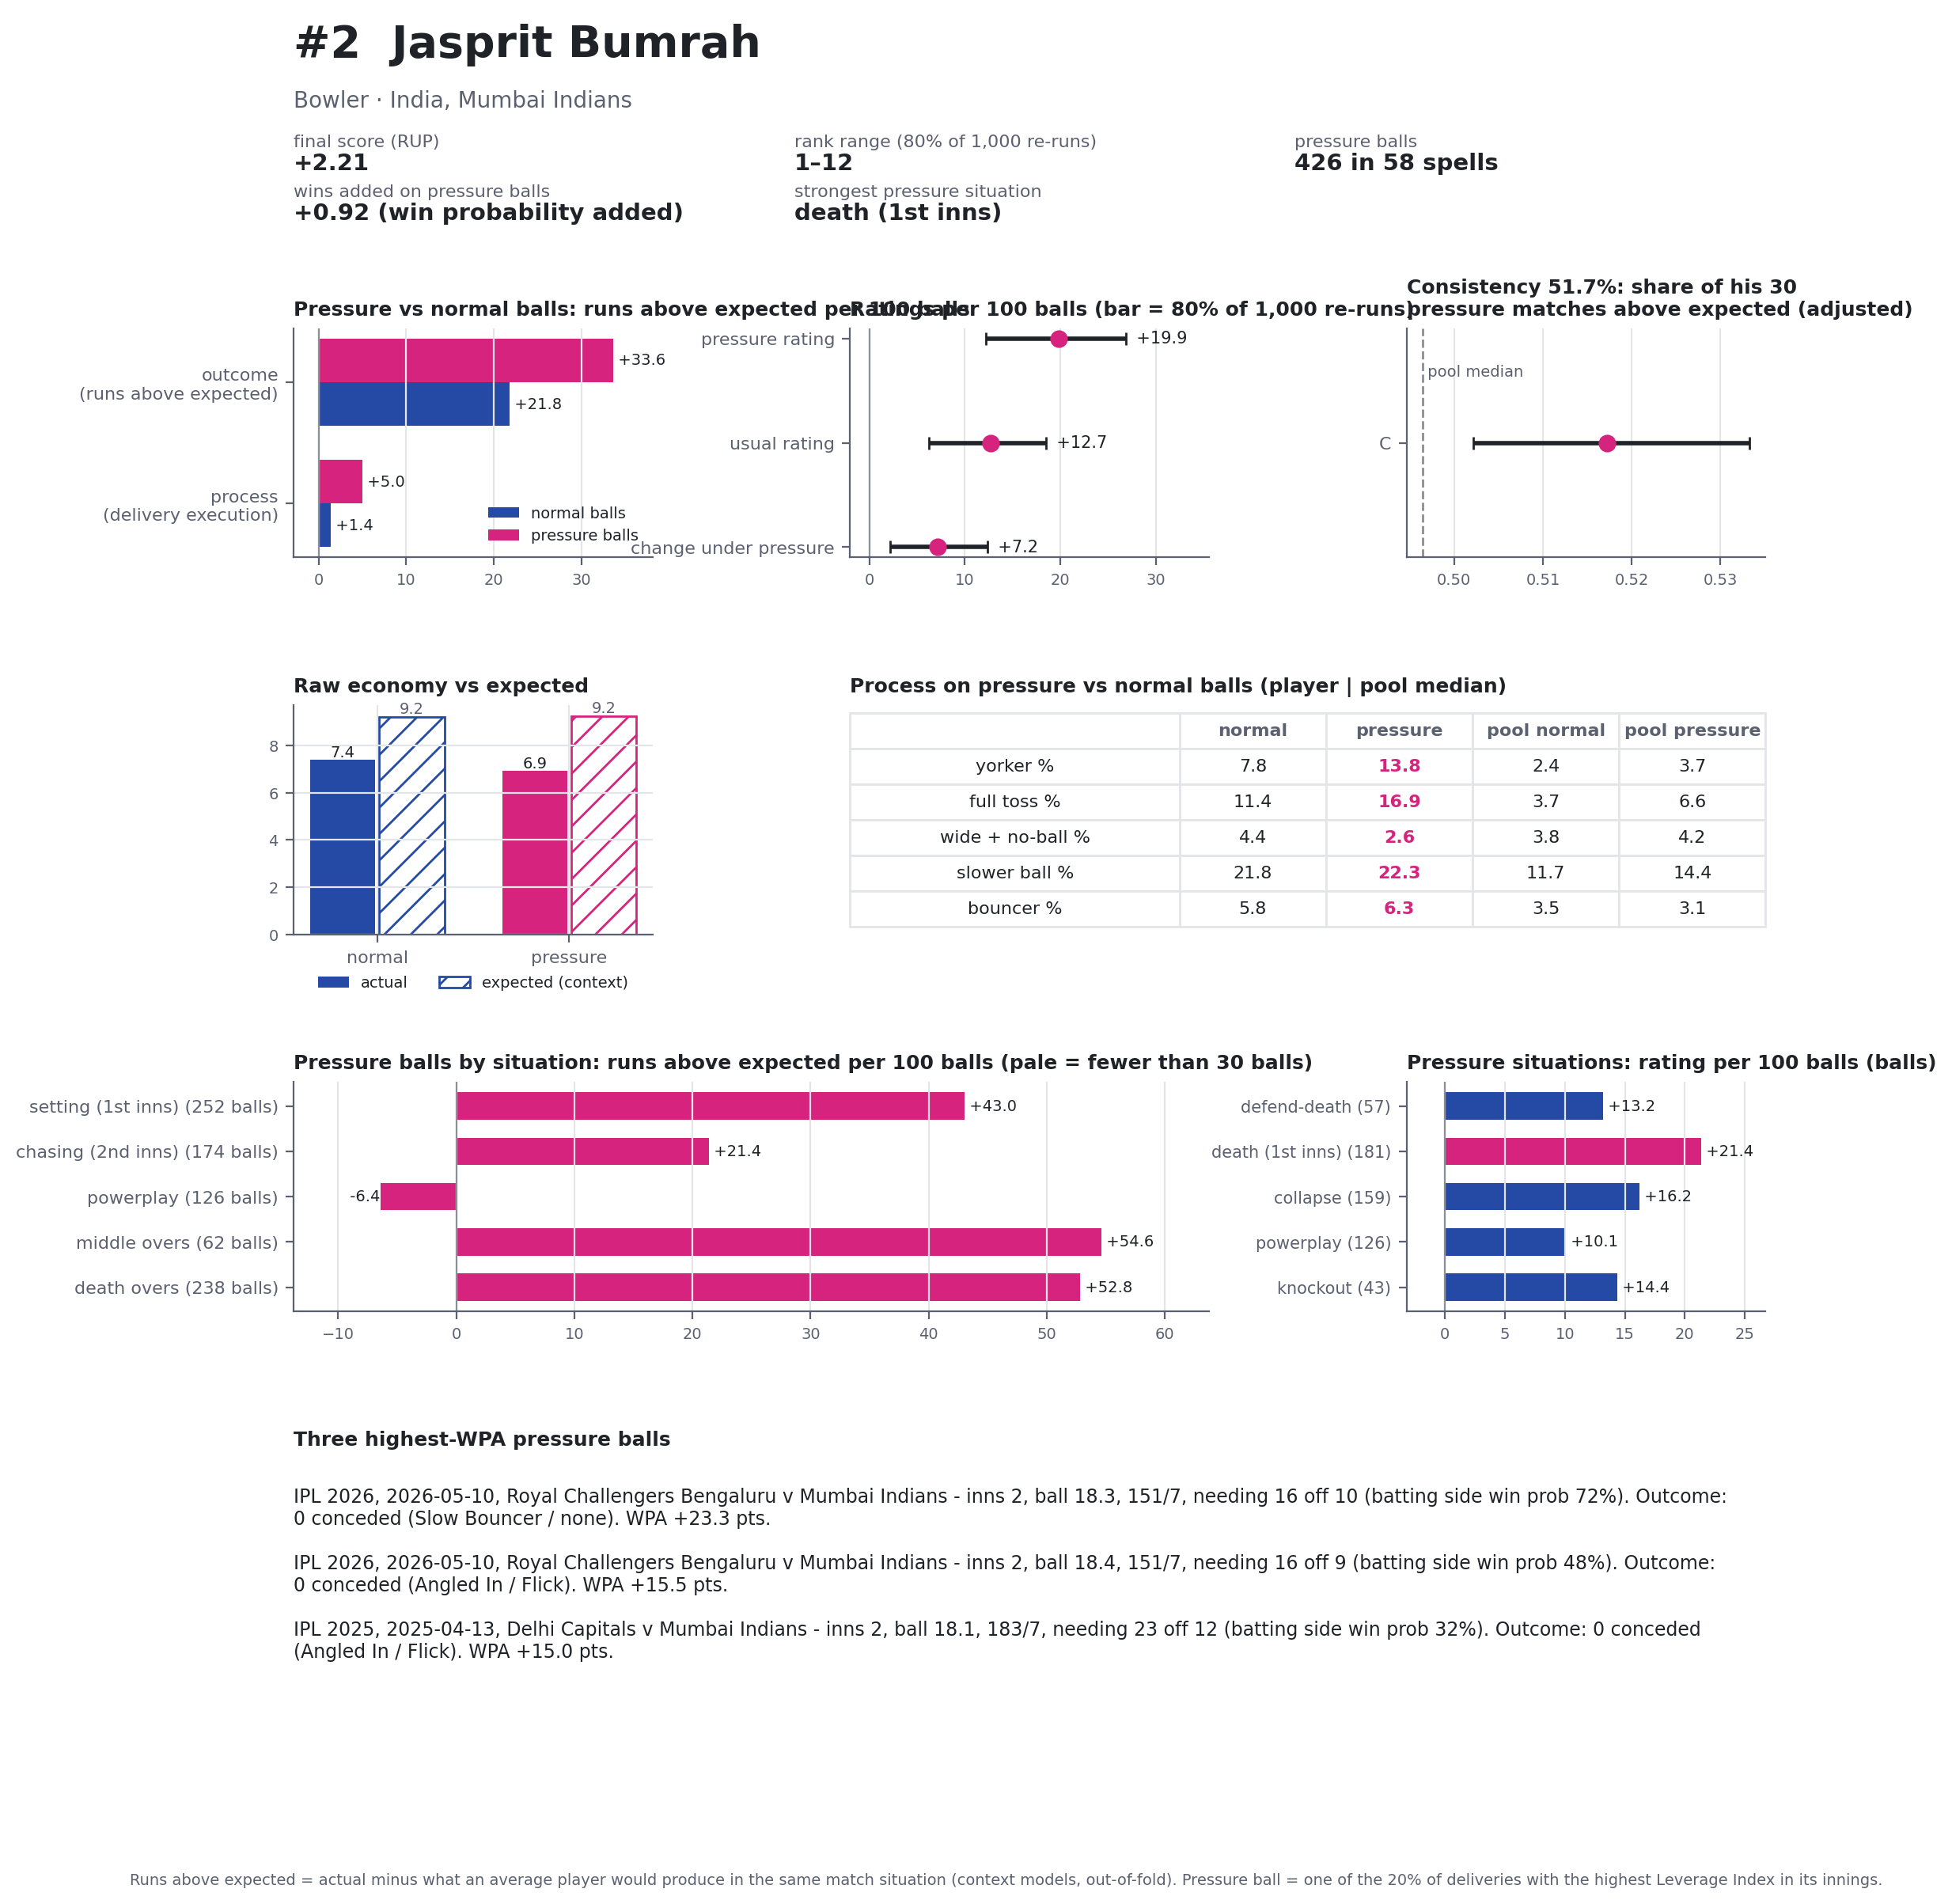 #2 Jasprit Bumrah
Bowler · India, Mumbai Indians
final score (RUP)
+2.21
rank range (80% of 1,000 re-runs)
1–12
pressure balls
426 in 58 spells
wins added on pressure balls
+0.92 (win probability added)
strongest pressure situation
death (1st inns)
Pressure vs normal balls: runs above expected per 100 balls
outcome
(runs above expected)
+33.6
+21.8
process
(delivery execution)
+5.0
+1.4
normal balls
pressure balls
0 10 20 30
Ratings per 100 balls (bar = 80% of 1,000 re-runs)
pressure rating
+19.9
usual rating
+12.7
change under pressure
+7.2
0 10 20 30
Consistency 51.7%: share of his 30
pressure matches above expected (adjusted)
pool median
C
0.50 0.51 0.52 0.53
Raw economy vs expected
8
6
4
2
0
7.4
9.2
6.9
9.2
normal pressure
actual expected (context)
Process on pressure vs normal balls (player | pool median)
normal pressure pool normal pool pressure
yorker % 7.8 13.8 2.4 3.7
full toss % 11.4 16.9 3.7 6.6
wide + no-ball % 4.4 2.6 3.8 4.2
slower ball % 21.8 22.3 11.7 14.4
bouncer % 5.8 6.3 3.5 3.1
Pressure balls by situation: runs above expected per 100 balls (pale = fewer than 30 balls)
setting (1st inns) (252 balls) +43.0
chasing (2nd inns) (174 balls) +21.4
powerplay (126 balls) -6.4
middle overs (62 balls) +54.6
death overs (238 balls) +52.8
−10 0 10 20 30 40 50 60
Pressure situations: rating per 100 balls (balls)
defend-death (57) +13.2
death (1st inns) (181) +21.4
collapse (159) +16.2
powerplay (126) +10.1
knockout (43) +14.4
0 5 10 15 20 25
Three highest-WPA pressure balls
IPL 2026, 2026-05-10, Royal Challengers Bengaluru v Mumbai Indians - inns 2, ball 18.3, 151/7, needing 16 off 10 (batting side win prob 72%). Outcome:
0 conceded (Slow Bouncer / none). WPA +23.3 pts.
IPL 2026, 2026-05-10, Royal Challengers Bengaluru v Mumbai Indians - inns 2, ball 18.4, 151/7, needing 16 off 9 (batting side win prob 48%). Outcome:
0 conceded (Angled In / Flick). WPA +15.5 pts.
IPL 2025, 2025-04-13, Delhi Capitals v Mumbai Indians - inns 2, ball 18.1, 183/7, needing 23 off 12 (batting side win prob 32%). Outcome: 0 conceded
(Angled In / Flick). WPA +15.0 pts.
Runs above expected = actual minus what an average player would produce in the same match situation (context models, out-of-fold). Pressure ball = one of the 20% of deliveries with the highest Leverage Index in its innings.